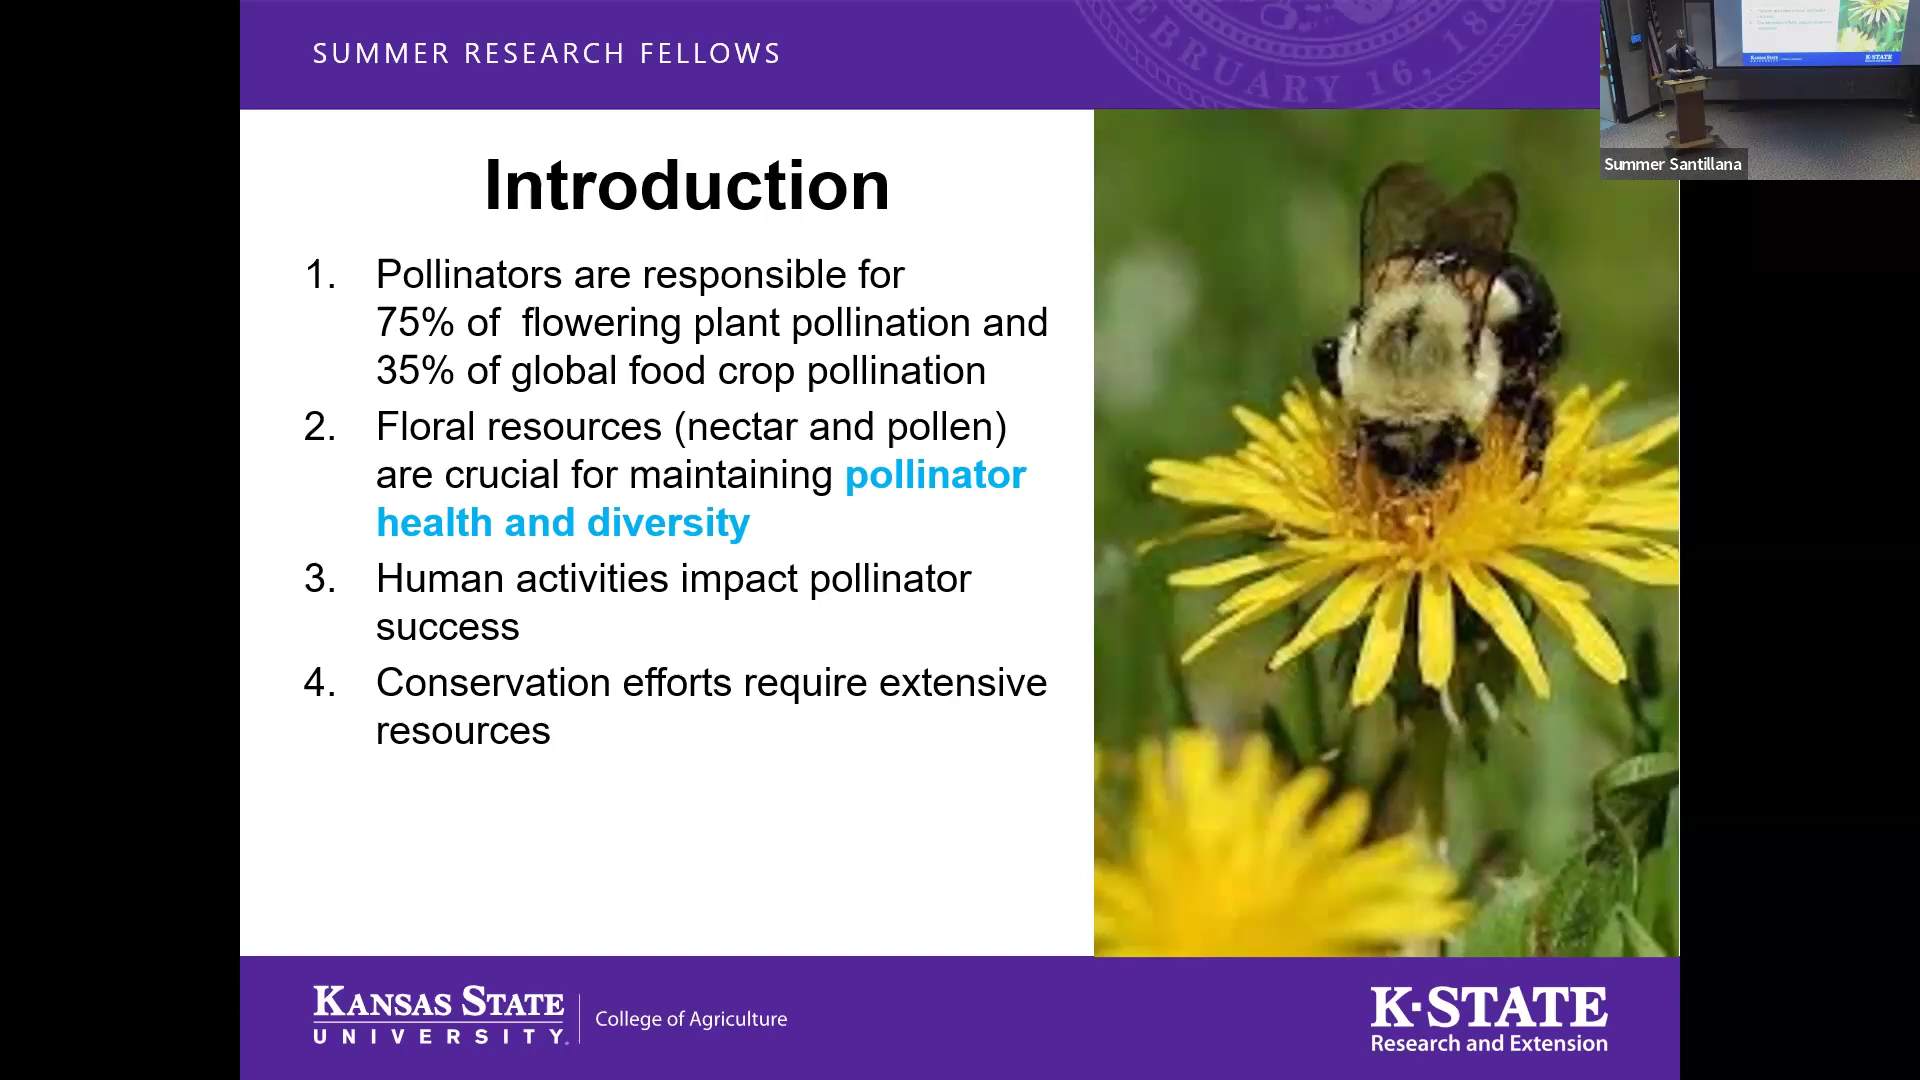 SUMMER RESEARCH FELLOWS
FEBRUARY 16, 186
Summer Santillana
Introduction
1. Pollinators are responsible for
75% of  flowering plant pollination and
35% of global food crop pollination
2. Floral resources (nectar and pollen)
are crucial for maintaining pollinator
health and diversity
3. Human activities impact pollinator
success
4. Conservation efforts require extensive
resources
KANSAS STATE
UNIVERSITY
College of Agriculture
K-STATE
Research and Extension